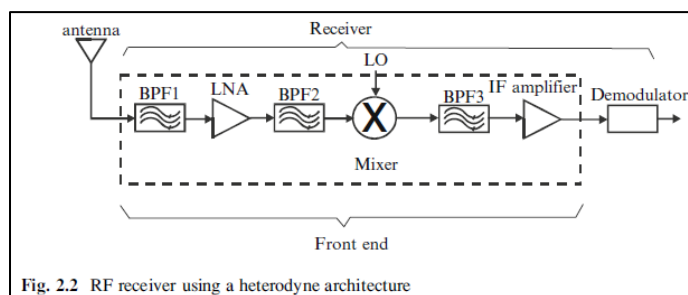 antenna
Receiver
LO
BPF1
LNA
BPF2
X
BPF3
IF amplifier
Demodulator
Mixer
Front end
Fig. 2.2 RF receiver using a heterodyne architecture